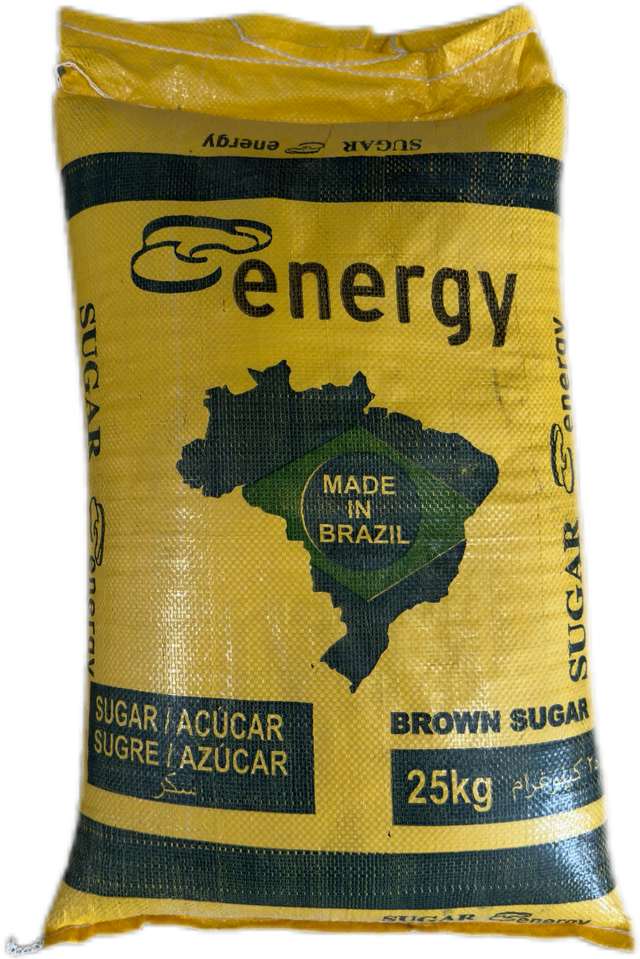 energy SUGAR
energy
SUGAR energy
MADE
IN
BRAZIL
SUGAR energy
SUGAR / AÇÚCAR
SUGRE / AZÚCAR
سكر
BROWN SUGAR
25kg كيلوغرام
SUGAR energy